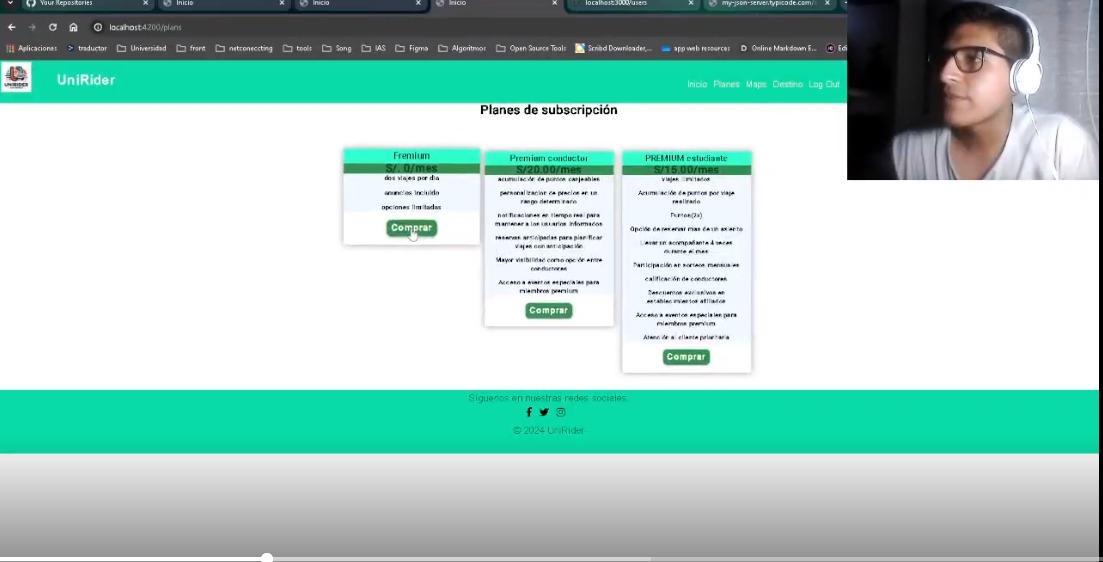 Your Repositories
Inicio
Inicio
Inicio
localhost:3000/users
my-json-server.typicode.com/
localhost:4200/plans
Aplicaciones
traductor
Universidad
front
netconeccting
tools
Song
IAS
Figma
Algoritmos
Open Source Tools
Scribd Downloader,...
app web resources
Online Markdown E...
UNIRIDER
UniRider
Inicio Planes Maps Destino Log Out
Planes de subscripción
Fremium
S/. 0/mes
dos viajes por dia
anuncios incluido
opciones limitadas
Comprar
Premium conductor
S/20.00/mes
acumulación de puntos canjeables
personalizacion de precios en un
rango determinado
notificaciones en tiempo real para
mantener a los usuarios informados
reservas anticipadas para planificar
viajes con anticipación
Mayor visibilidad como opción entre
conductores
Acceso a eventos especiales para
miembros premium
Comprar
PREMIUM estudiante
S/15.00/mes
viajes ilimitados
Acumulación de puntos por viaje
realizado
Puntos(2x)
Opción de reservar mas de un asiento
Llevar un acompañante 4 veces
durante el mes
Participación en sorteos mensuales
calificación de conductores
Descuentos exclusivos en
establecimientos afiliados
Acceso a eventos especiales para
miembros premium
Atención al cliente prioritaria
Comprar
Síguenos en nuestras redes sociales:
© 2024 UniRider